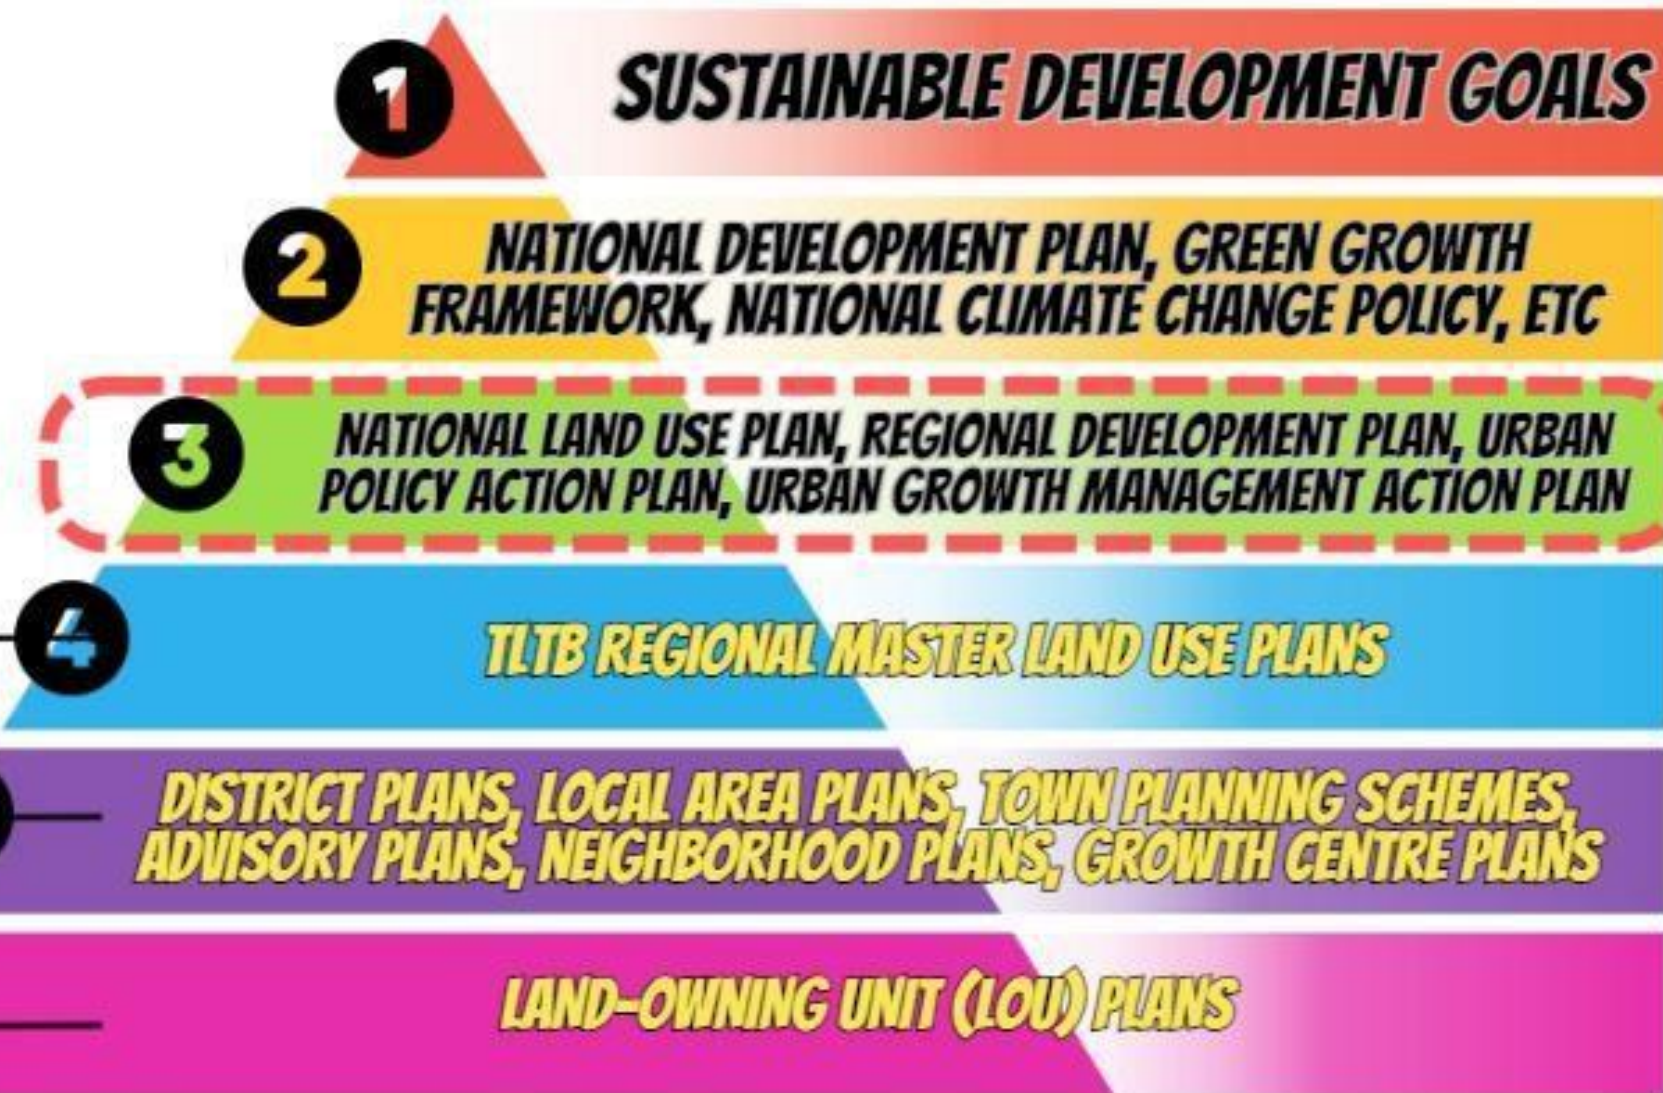 1
SUSTAINABLE DEVELOPMENT GOALS
2
NATIONAL DEVELOPMENT PLAN, GREEN GROWTH
FRAMEWORK, NATIONAL CLIMATE CHANGE POLICY, ETC
3
NATIONAL LAND USE PLAN, REGIONAL DEVELOPMENT PLAN, URBAN
POLICY ACTION PLAN, URBAN GROWTH MANAGEMENT ACTION PLAN
4
TLTB REGIONAL MASTER LAND USE PLANS
DISTRICT PLANS, LOCAL AREA PLANS, TOWN PLANNING SCHEMES,
ADVISORY PLANS, NEIGHBORHOOD PLANS, GROWTH CENTRE PLANS
LAND-OWNING UNIT (LOU) PLANS